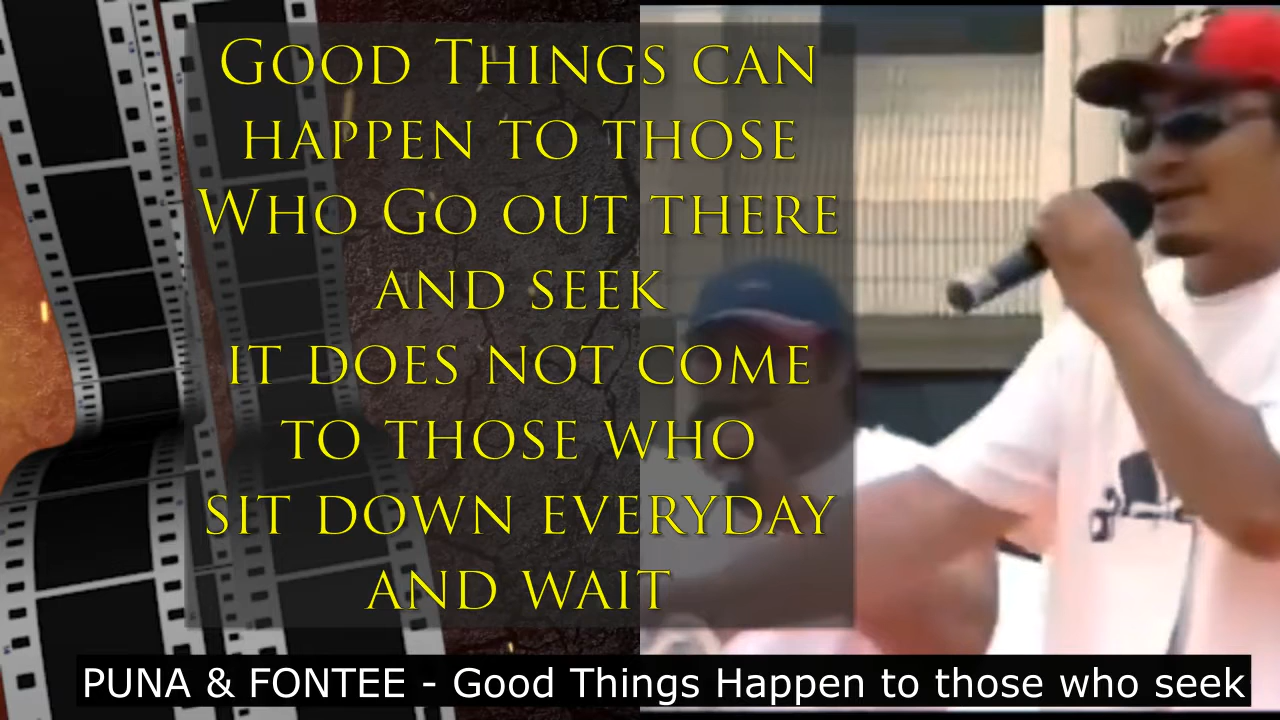 Good Things can
happen to those
Who Go out there
and seek
it does not come
to those who
sit down everyday
and wait
PUNA & FONTEE - Good Things Happen to those who seek